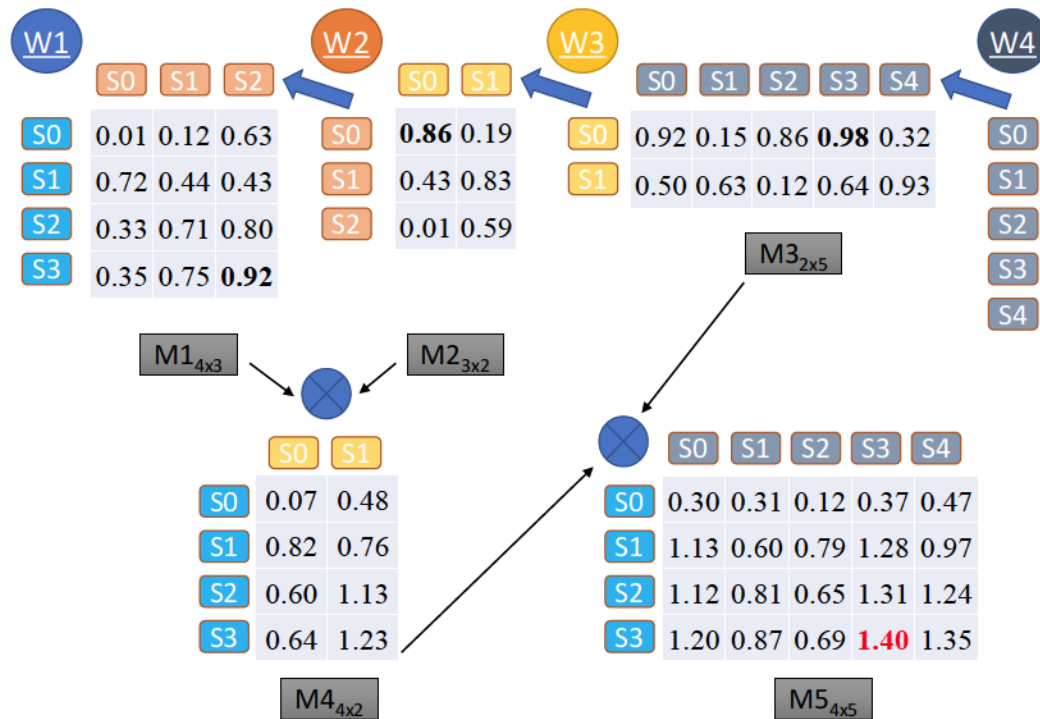 W1 W2 W3 W4
S0 S1 S2 S0 S1 S0 S1 S2 S3 S4
S0 0.01 0.12 0.63 S0 0.86 0.19 S0 0.92 0.15 0.86 0.98 0.32 S0
S1 0.72 0.44 0.43 S1 0.43 0.83 S1 0.50 0.63 0.12 0.64 0.93 S1
S2 0.33 0.71 0.80 S2 0.01 0.59 S2
S3 0.35 0.75 0.92 M3 2x5 S3
S4
M1 4x3 M2 3x2
S0 S1 S0 S1 S2 S3 S4
S0 0.07 0.48 S0 0.30 0.31 0.12 0.37 0.47
S1 0.82 0.76 S1 1.13 0.60 0.79 1.28 0.97
S2 0.60 1.13 S2 1.12 0.81 0.65 1.31 1.24
S3 0.64 1.23 S3 1.20 0.87 0.69 1.40 1.35
M4 4x2 M5 4x5